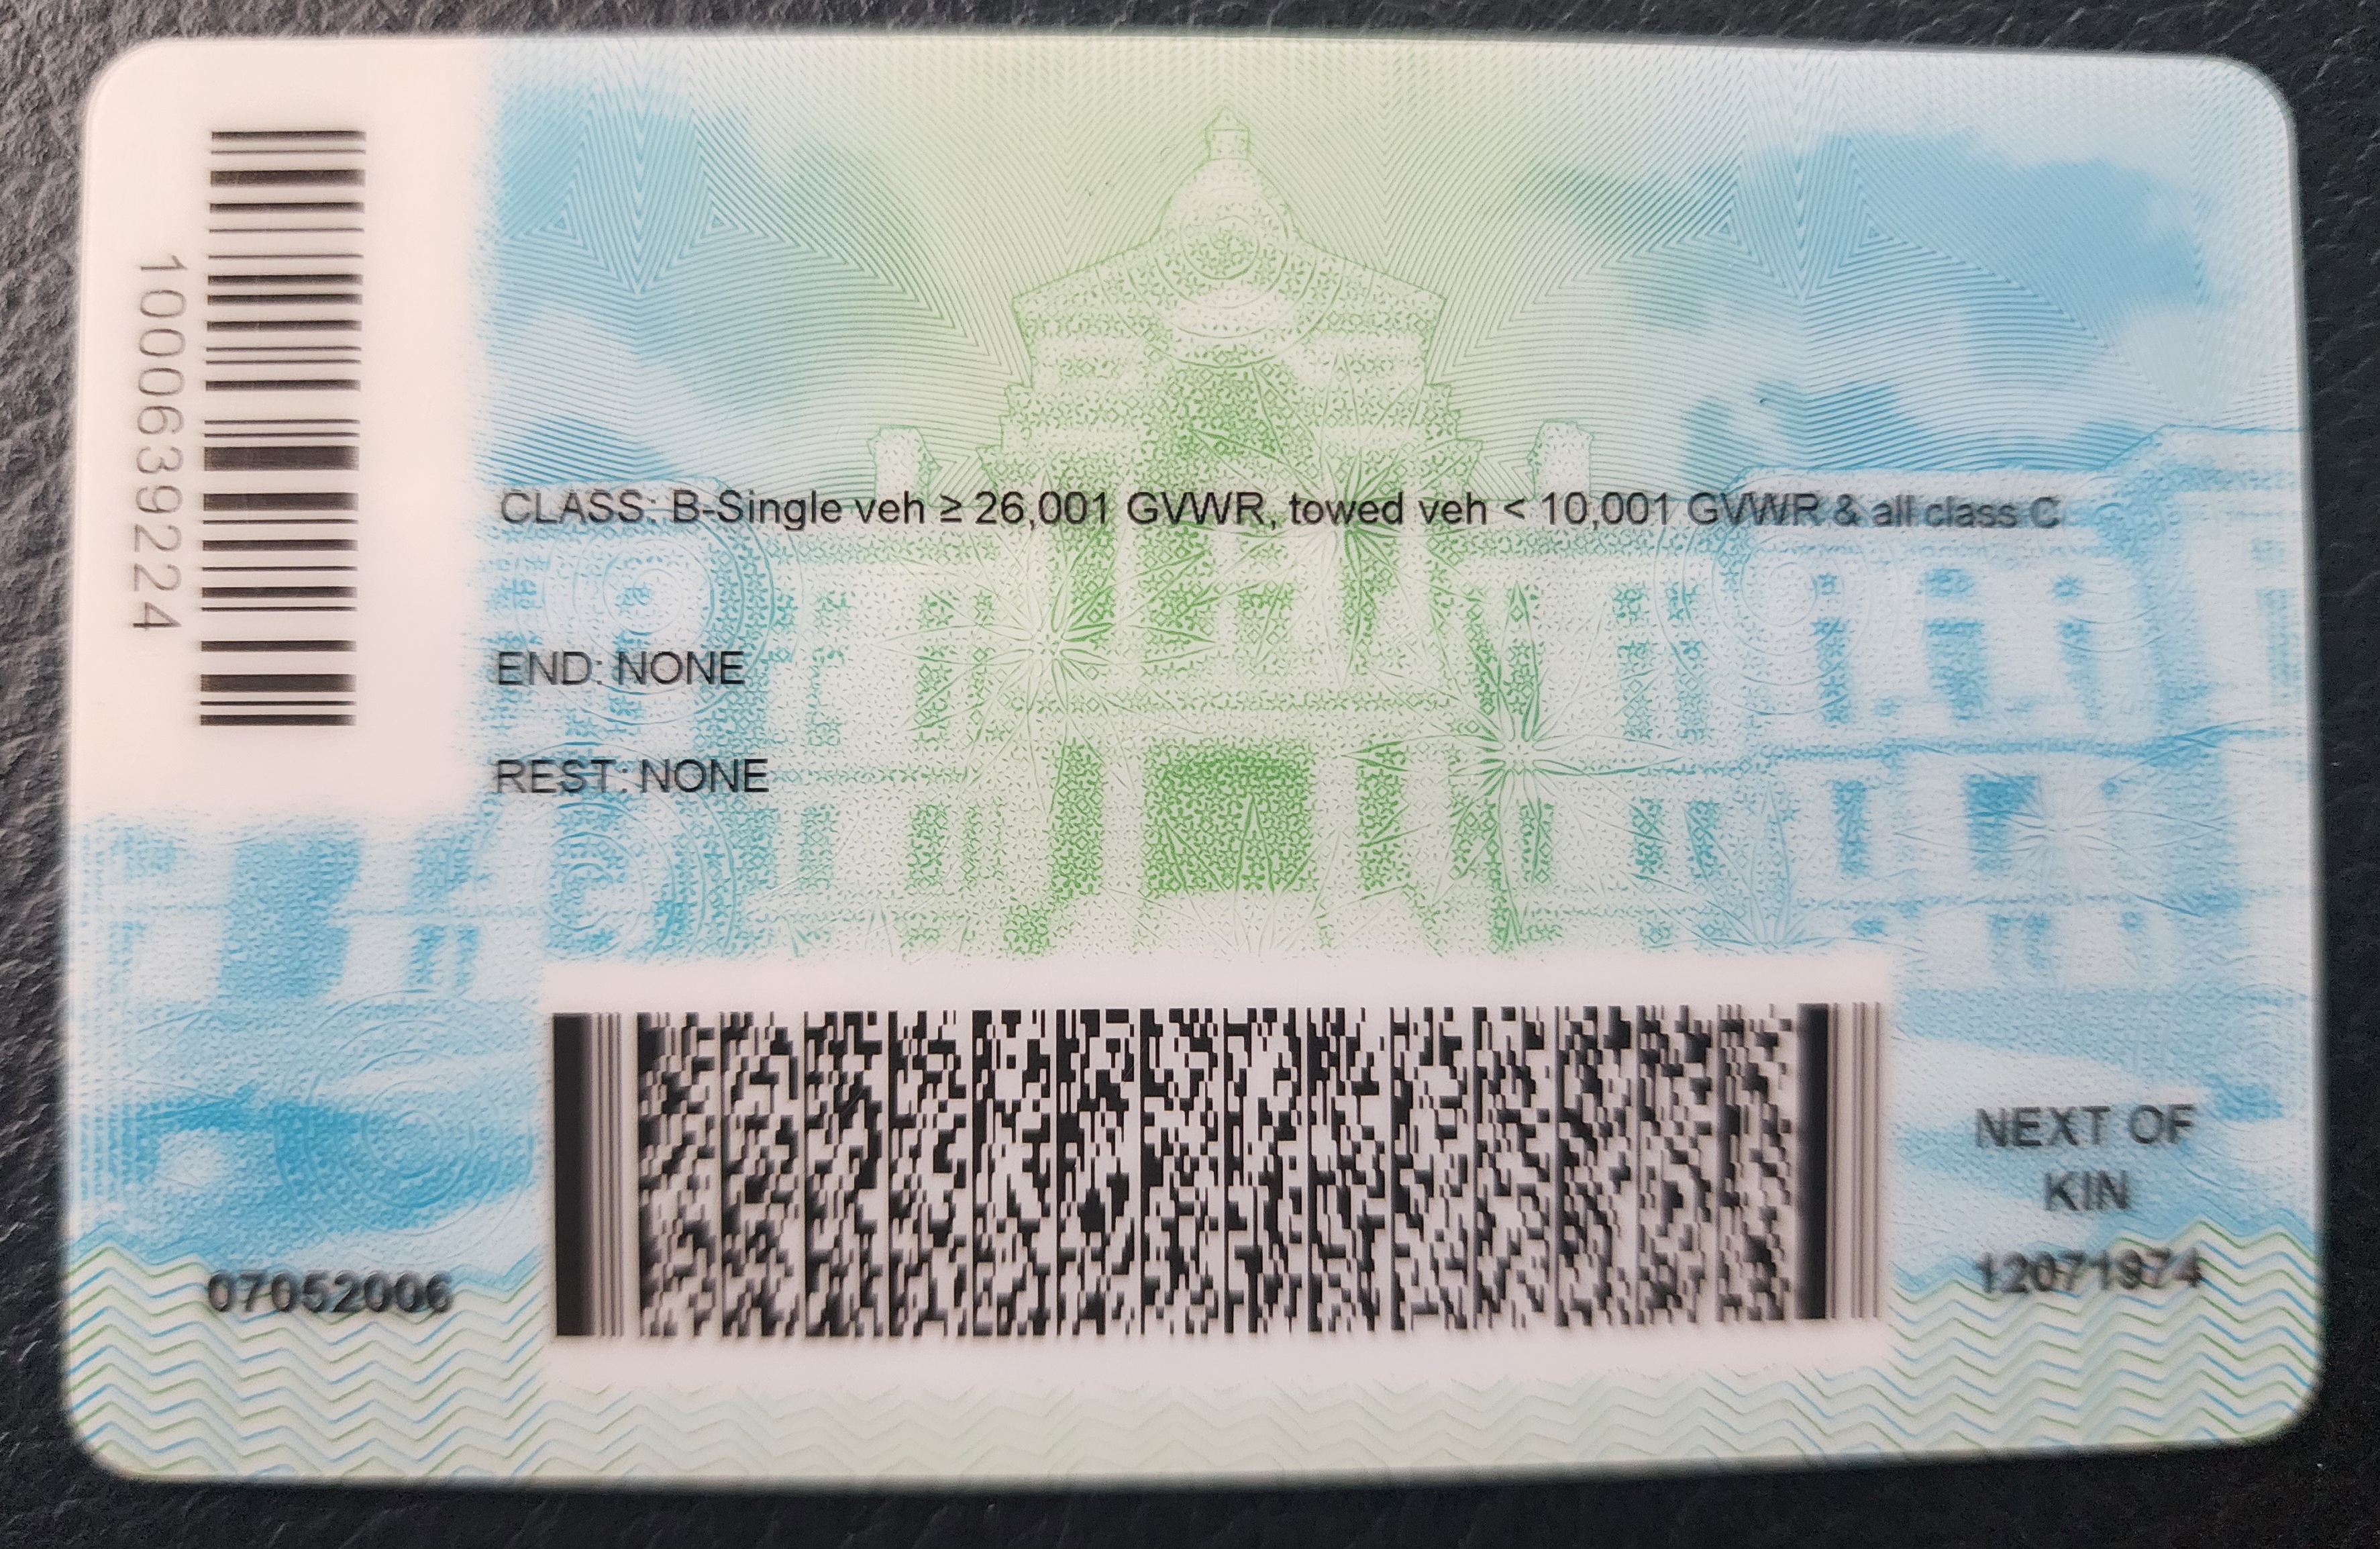 1000639224
CLASS: B-Single veh ≥ 26,001 GVWR, towed veh < 10,001 GVWR & all class C
END: NONE
REST: NONE
NEXT OF
KIN
07052006
12071974